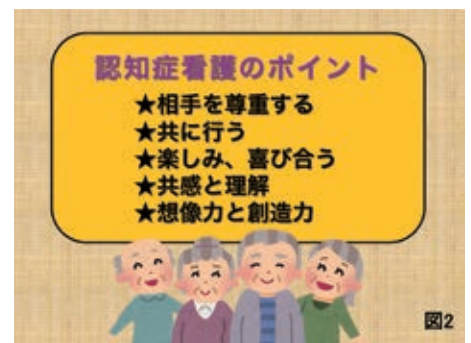 認知症看護のポイント
★相手を尊重する
★共に行う
★楽しみ、喜び合う
★共感と理解
★想像力と創造力
図2